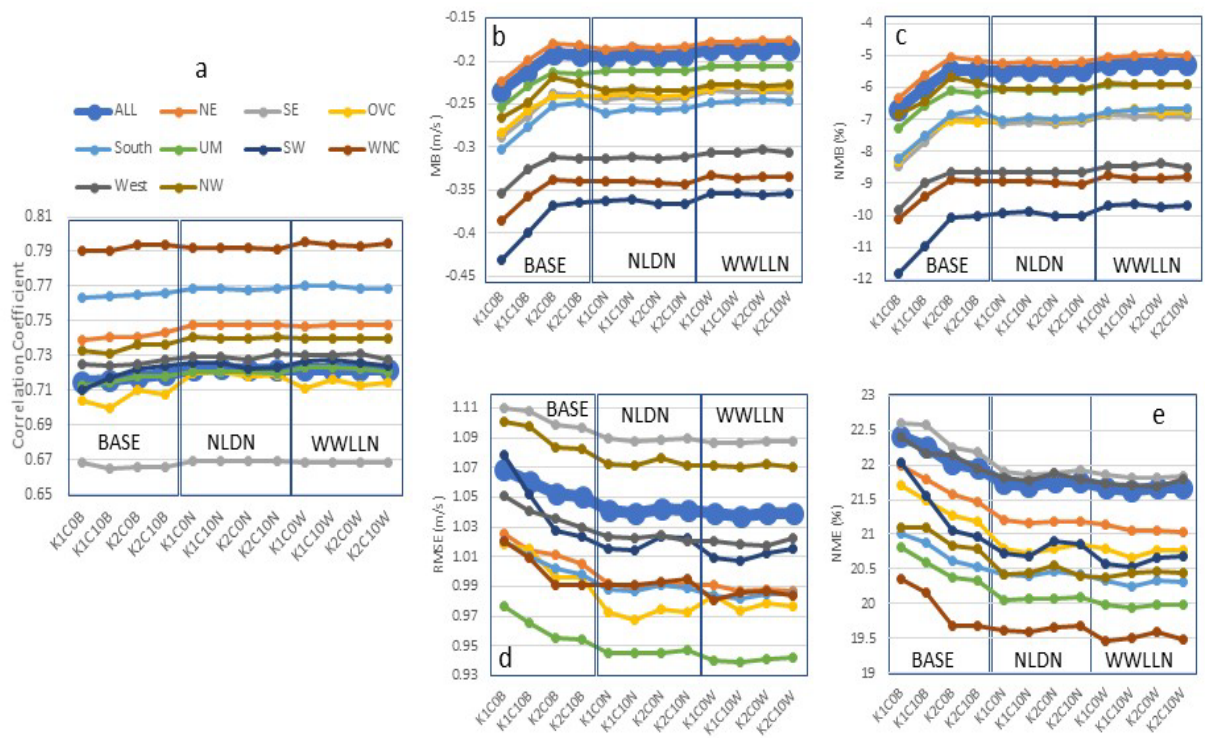 a
ALL NE SE OVC
South UM SW WNC
West NW
Correlation Coefficient
0.81
0.79
0.77
0.75
0.73
0.71
0.69
0.67
0.65
BASE NLDN WWLLN
K1C0B K1C10B K2C0B K2C10B K1C0N K1C10N K2C0N K2C10N K1C0W K1C10W K2C0W K2C10W
b
MB (m/s)
-0.15
-0.2
-0.25
-0.3
-0.35
-0.4
-0.45
BASE NLDN WWLLN
K1C0B K1C10B K2C0B K2C10B K1C0N K1C10N K2C0N K2C10N K1C0W K1C10W K2C0W K2C10W
c
NMB (%)
-4
-5
-6
-7
-8
-9
-10
-11
-12
BASE NLDN WWLLN
K1C0B K1C10B K2C0B K2C10B K1C0N K1C10N K2C0N K2C10N K1C0W K1C10W K2C0W K2C10W
d
RMSE (m/s)
1.11
1.09
1.07
1.05
1.03
1.01
0.99
0.97
0.95
0.93
BASE NLDN WWLLN
K1C0B K1C10B K2C0B K2C10B K1C0N K1C10N K2C0N K2C10N K1C0W K1C10W K2C0W K2C10W
e
NME (%)
23
22.5
22
21.5
21
20.5
20
19.5
19
BASE NLDN WWLLN
K1C0B K1C10B K2C0B K2C10B K1C0N K1C10N K2C0N K2C10N K1C0W K1C10W K2C0W K2C10W